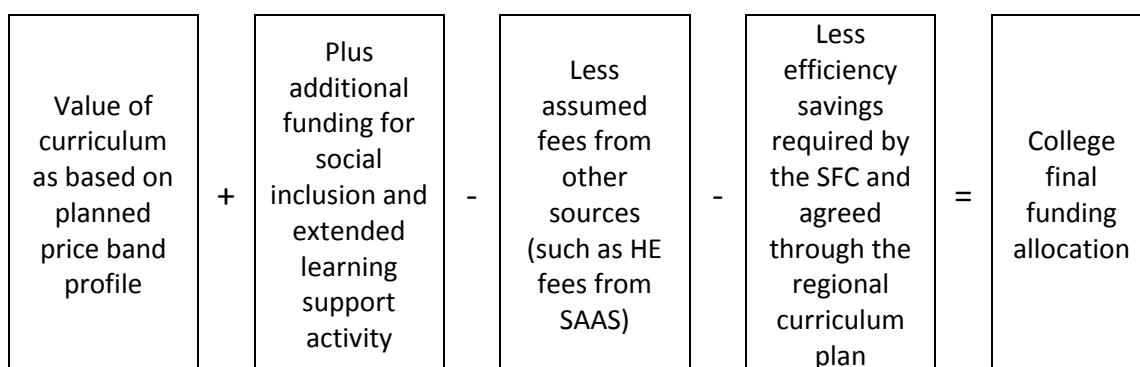 Value of
curriculum
as based on
planned
price band
profile
+
Plus
additional
funding for
social
inclusion and
extended
learning
support
activity
-
Less
assumed
fees from
other
sources
(such as HE
fees from
SAAS)
-
Less
efficiency
savings
required by
the SFC and
agreed
through the
regional
curriculum
plan
=
College
final
funding
allocation